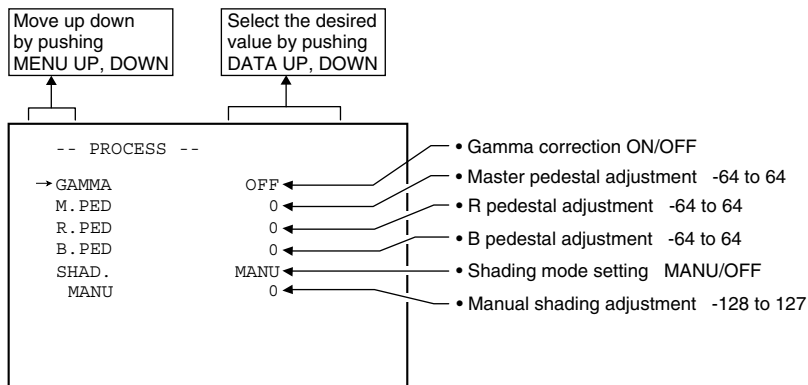 Move up down
by pushing
MENU UP, DOWN
Select the desired
value by pushing
DATA UP, DOWN
-- PROCESS --
→GAMMA OFF
M.PED 0
R.PED 0
B.PED 0
SHAD. MANU
MANU 0
• Gamma correction ON/OFF
• Master pedestal adjustment -64 to 64
• R pedestal adjustment -64 to 64
• B pedestal adjustment -64 to 64
• Shading mode setting MANU/OFF
• Manual shading adjustment -128 to 127